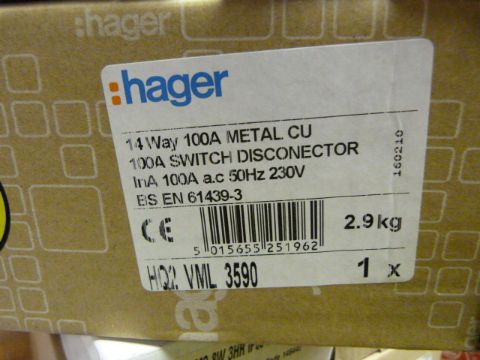 :hager
:hager
14 Way 100A METAL CU
100A SWITCH DISCONECTOR
InA 100A a.c 50Hz 230V
BS EN 61439-3
160210
CE
2.9kg
5 015655 251962
VML 3590
1 x
3HR